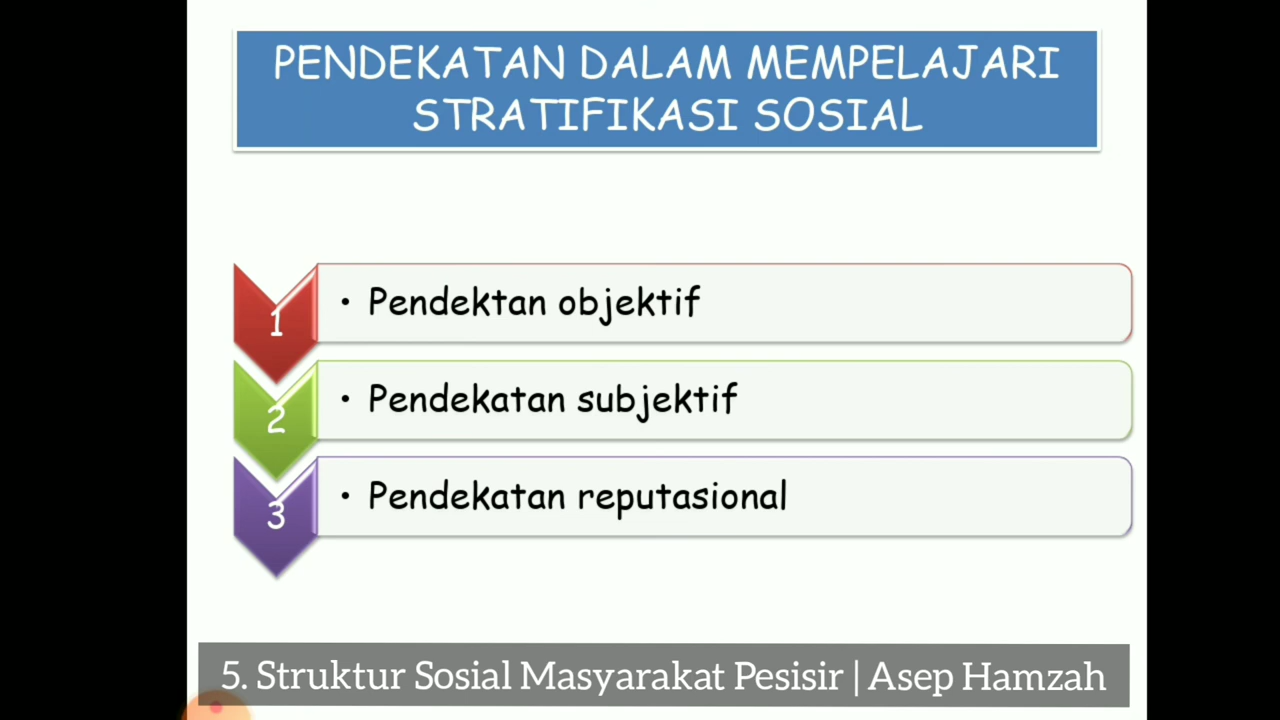 PENDEKATAN DALAM MEMPELAJARI
STRATIFIKASI SOSIAL
1
• Pendektan objektif
2
• Pendekatan subjektif
3
• Pendekatan reputasional
5. Struktur Sosial Masyarakat Pesisir | Asep Hamzah